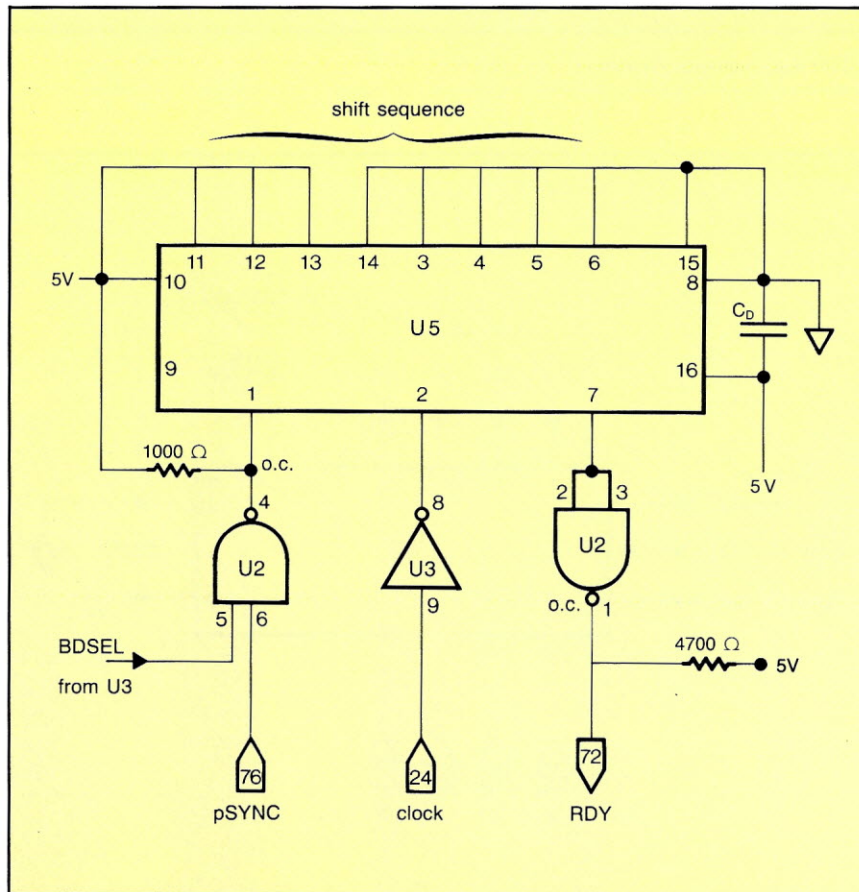 shift sequence
11 12 13 14 3 4 5 6 15
5V 10 8
U5 C_D
9 16
1 2 7
1000 Ω o.c. 5V
4 8 2 3
U2 U3 U2
5 6 9 o.c. 1
BDSEL 4700 Ω 5V
from U3
76 24 72
pSYNC clock RDY